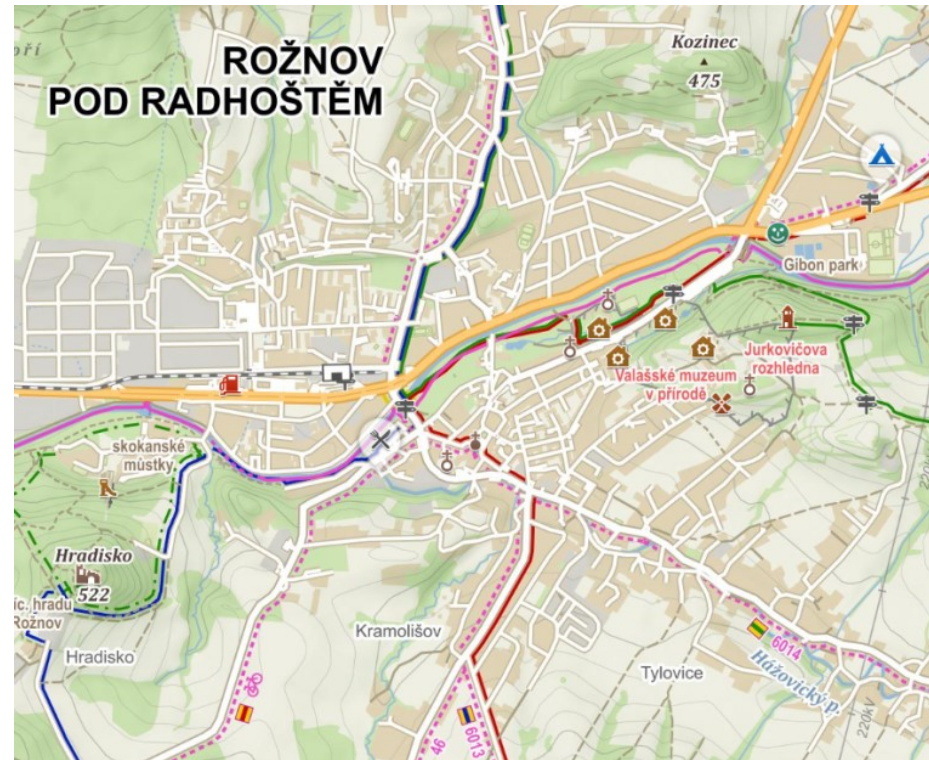 ROŽNOV
POD RADHOŠTĚM
Kozinec
475
Gibon park
Jurkovičova
rozhledna
Valašské muzeum
v přírodě
skokanské
můstky
Hradisko
522
hradu
Rožnov
Hradisko
Kramolišov
Tylovice
6014
Hážovický p.
46
6013
220kV